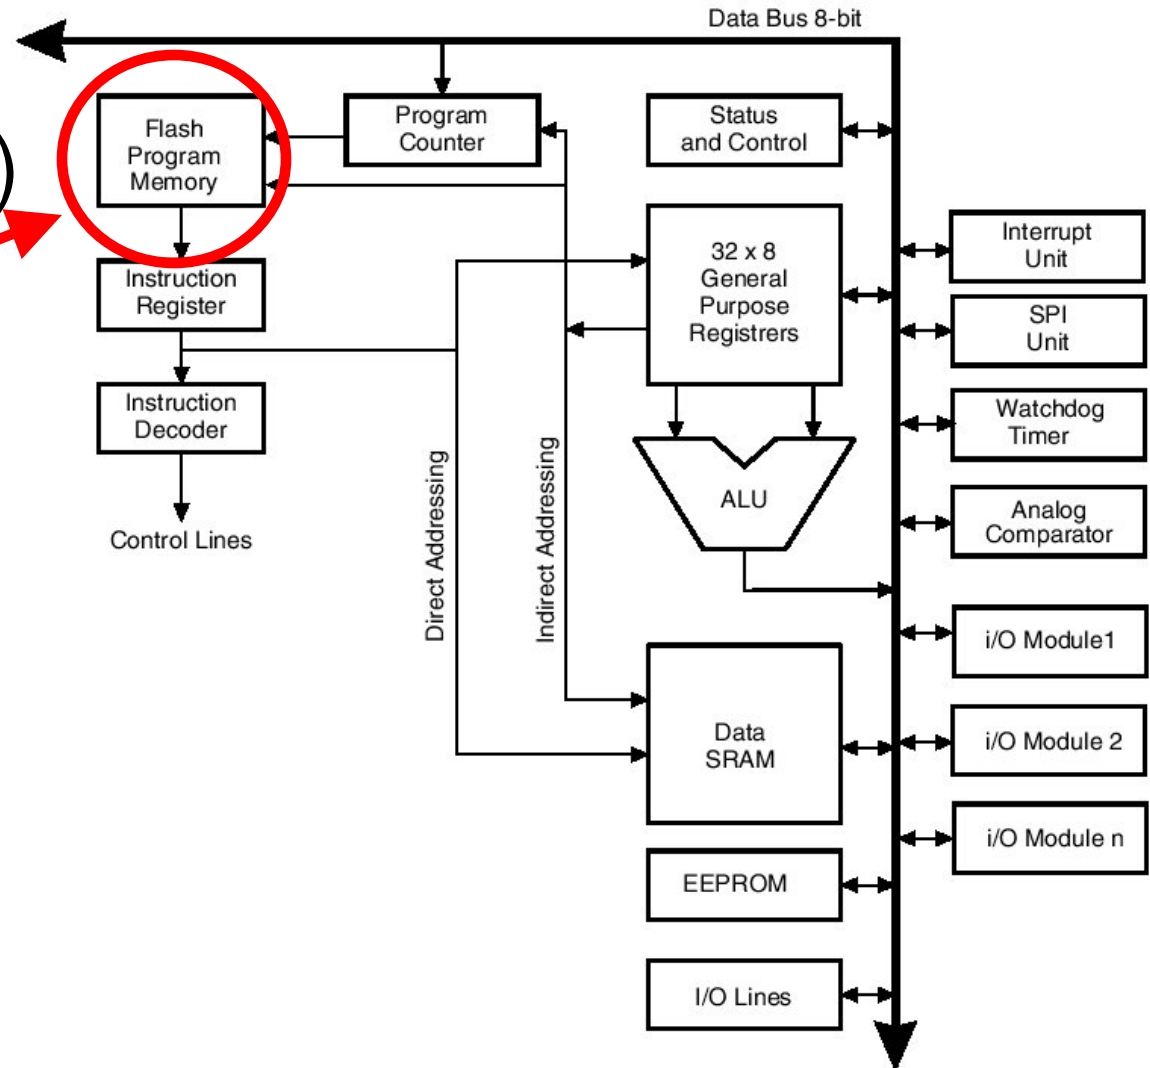 Data Bus 8-bit
Flash
Program
Memory
Program
Counter
Status
and Control
Instruction
Register
32 x 8
General
Purpose
Registrers
Interrupt
Unit
SPI
Unit
Instruction
Decoder
Watchdog
Timer
Control Lines
Direct Addressing
Indirect Addressing
ALU
Analog
Comparator
i/O Module1
Data
SRAM
i/O Module 2
i/O Module n
EEPROM
I/O Lines